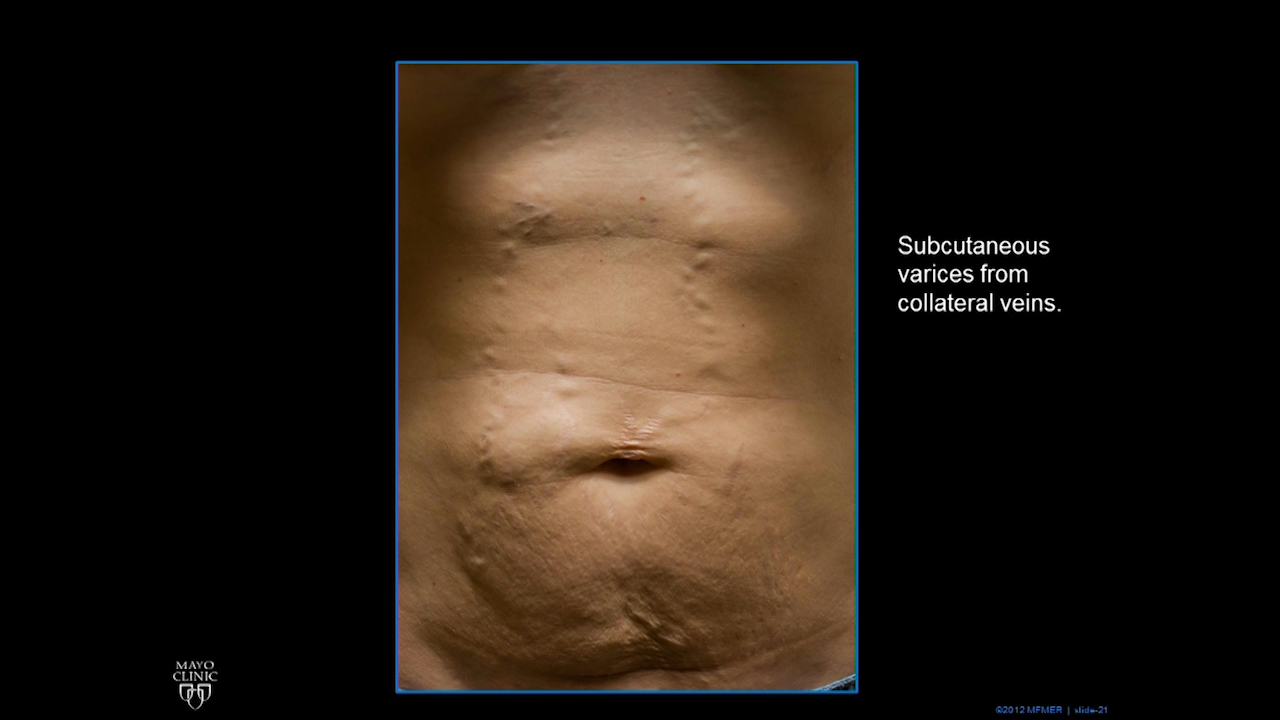 Subcutaneous
varices from
collateral veins.
MAYO
CLINIC
©2012 MFMER | slide-21